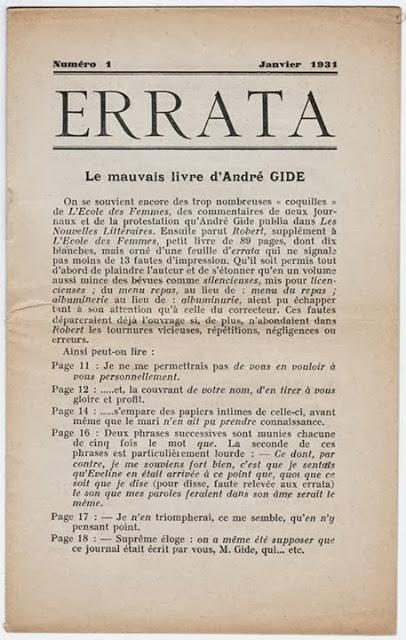 Numéro 1 Janvier 1931
ERRATA
Le mauvais livre d'André GIDE
On se souvient encore des trop nombreuses « coquilles »
de L'Ecole des Femmes, des commentaires de deux jour-
naux et de la protestation qu'André Gide publia dans Les
Nouvelles Littéraires. Ensuite parut Robert, supplément à
L'Ecole des Femmes, petit livre de 89 pages, dont dix
blanches, mais orné d'une feuille d'errata qui ne signale
pas moins de 13 fautes d'impression. Qu'il soit permis tout
d'abord de plaindre l'auteur et de s'étonner qu'en un volume
aussi mince des bévues comme silencieuses, mis pour licen-
cieuses ; du menu repas, au lieu de : menu du repas ;
albuminerie au lieu de : albuminurie, aient pu échapper
tant à son attention qu'à celle du correcteur. Ces fautes
dépareraient déjà l'ouvrage si, de plus, n'abondaient dans
Robert les tournures vicieuses, répétitions, négligences ou
erreurs.
Ainsi peut-on lire :
Page 11 : Je ne me permettrais pas de vous en vouloir à
vous personnellement.
Page 12 : .....et, la couvrant de votre nom, d'en tirer à vous
gloire et profit.
Page 14 : .....s'empare des papiers intimes de celle-ci, avant
même que le mari n'en ait pu prendre connaissance.
Page 16 : Deux phrases successives sont munies chacune
de cinq fois le mot que. La seconde de ces
phrases est particulièrement lourde : — Ce dont, par
contre, je me souviens fort bien, c'est que je sentais
qu'Eveline en était arrivée à ce point que, quoi que ce
soit que je dise (pour disse, faute relevée aux errata)
le son que mes paroles feraient dans son âme serait le
même.
Page 17 : — Je n'en triompherai, ce me semble, qu'en n'y
pensant point.
Page 18 : — Suprême éloge : on a même été supposer que
ce journal était écrit par vous, M. Gide, qui... etc.